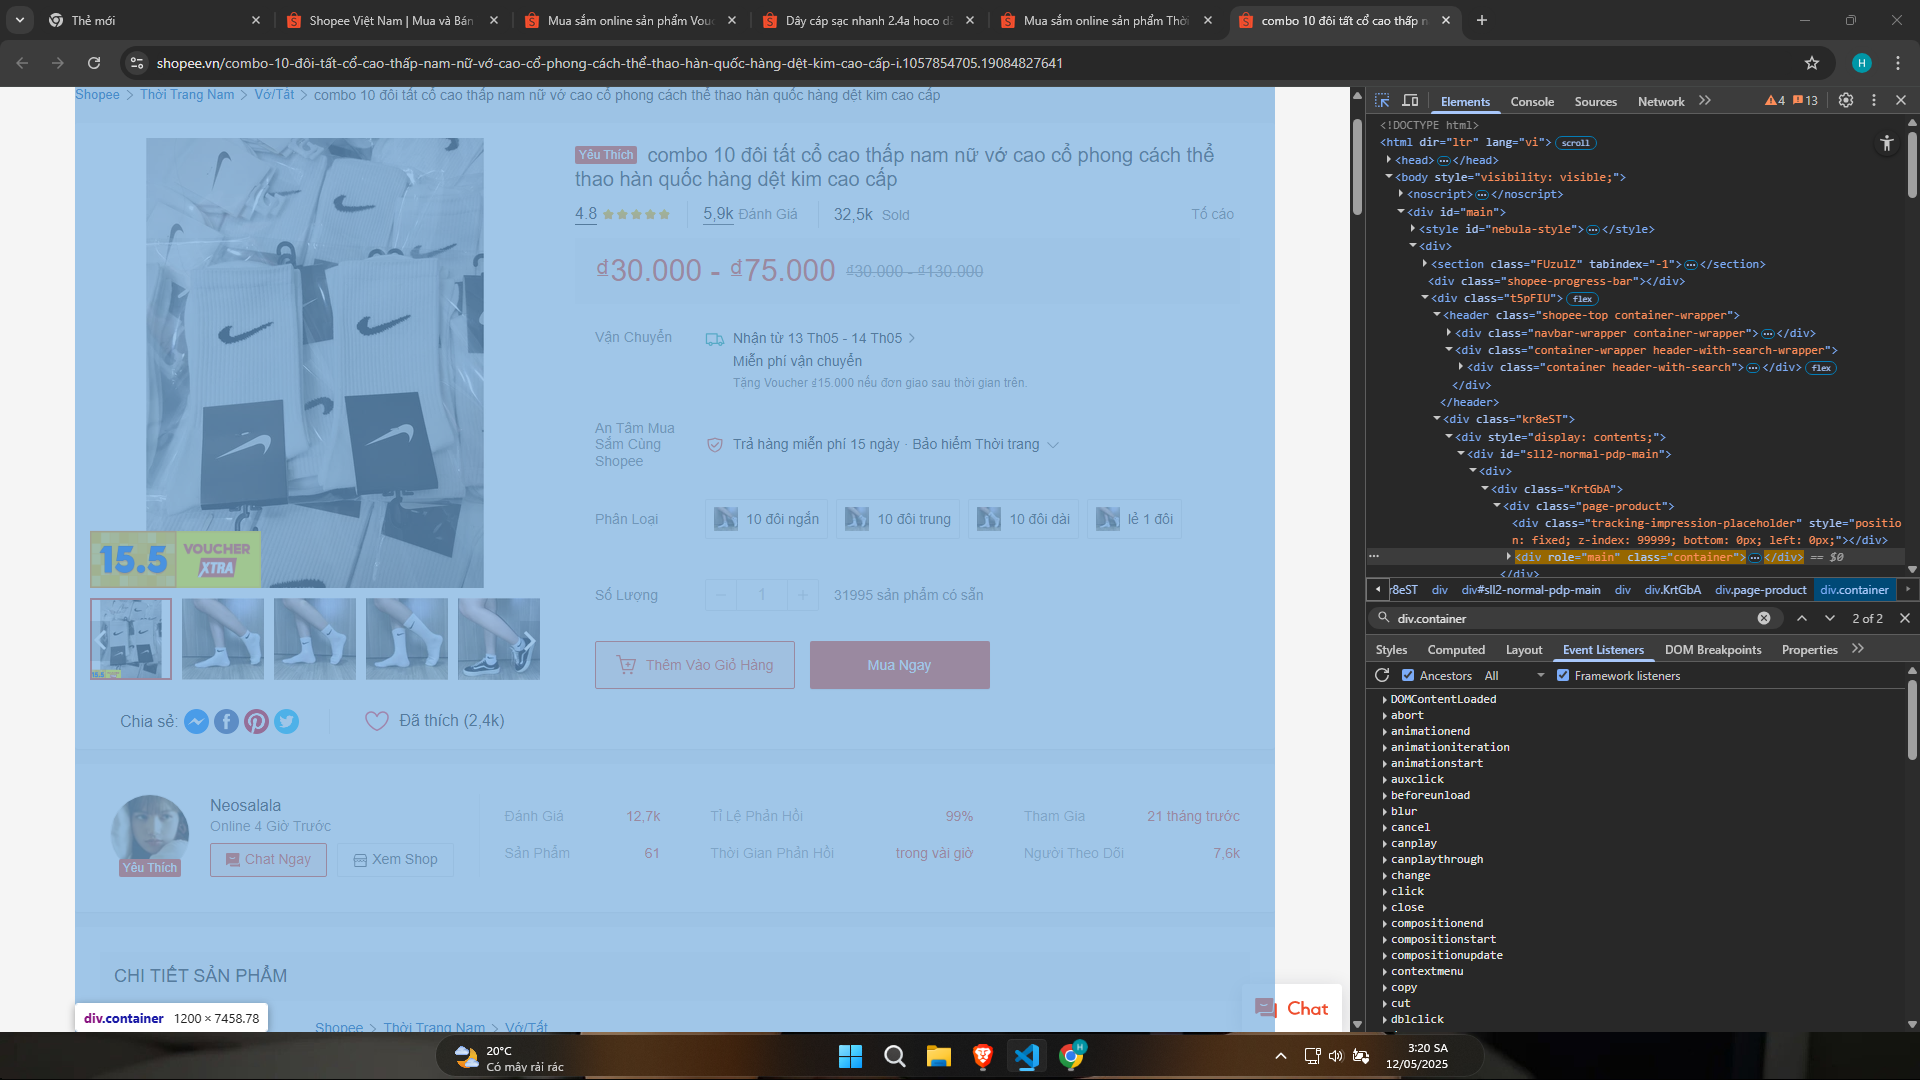 Thẻ mới
Shopee Việt Nam | Mua và Bán
Mua sắm online sản phẩm Vou
Dây cáp sạc nhanh 2.4a hoco d
Mua sắm online sản phẩm Thời
combo 10 đôi tất cổ cao thấp n
shopee.vn/combo-10-đôi-tất-cổ-cao-thấp-nam-nữ-vớ-cao-cổ-phong-cách-thể-thao-hàn-quốc-hàng-dệt-kim-cao-cấp-i.1057854705.19084827641
H
Shopee > Thời Trang Nam > Vớ/Tất > combo 10 đôi tất cổ cao thấp nam nữ vớ cao cổ phong cách thể thao hàn quốc hàng dệt kim cao cấp
15.5 VOUCHER XTRA
Chia sẻ:
Đã thích (2,4k)
Yêu Thích combo 10 đôi tất cổ cao thấp nam nữ vớ cao cổ phong cách thể
thao hàn quốc hàng dệt kim cao cấp
4.8 5,9k Đánh Giá 32,5k Sold Tố cáo
₫30.000 - ₫75.000 ₫30.000 - ₫130.000
Vận Chuyển
Nhận từ 13 Th05 - 14 Th05 >
Miễn phí vận chuyển
Tặng Voucher ₫15.000 nếu đơn giao sau thời gian trên.
An Tâm Mua
Sắm Cùng
Shopee
Trả hàng miễn phí 15 ngày · Bảo hiểm Thời trang
Phân Loại
10 đôi ngắn
10 đôi trung
10 đôi dài
lẻ 1 đôi
Số Lượng
− 1 +
31995 sản phẩm có sẵn
Thêm Vào Giỏ Hàng
Mua Ngay
Neosalala
Online 4 Giờ Trước
Yêu Thích
Chat Ngay
Xem Shop
Đánh Giá 12,7k Tỉ Lệ Phản Hồi 99% Tham Gia 21 tháng trước
Sản Phẩm 61 Thời Gian Phản Hồi trong vài giờ Người Theo Dõi 7,6k
CHI TIẾT SẢN PHẨM
Shopee > Thời Trang Nam > Vớ/Tất
div.container 1200 × 7458.78
Chat
Elements Console Sources Network 4 13
<!DOCTYPE html>
<html dir="ltr" lang="vi"> scroll
<head> ⋯ </head>
<body style="visibility: visible;">
<noscript> ⋯ </noscript>
<div id="main">
<style id="nebula-style"> ⋯ </style>
<div>
<section class="FUzulZ" tabindex="-1"> ⋯ </section>
<div class="shopee-progress-bar"></div>
<div class="t5pFIU"> flex
<header class="shopee-top container-wrapper">
<div class="navbar-wrapper container-wrapper"> ⋯ </div>
<div class="container-wrapper header-with-search-wrapper">
<div class="container header-with-search"> ⋯ </div> flex
</div>
</header>
<div class="kr8eST">
<div style="display: contents;">
<div id="sll2-normal-pdp-main">
<div>
<div class="KrtGbA">
<div class="page-product">
<div class="tracking-impression-placeholder" style="positio
n: fixed; z-index: 99999; bottom: 0px; left: 0px;"></div>
⋯ <div role="main" class="container"> ⋯ </div> == $0
</div>
r8eST div div#sll2-normal-pdp-main div div.KrtGbA div.page-product div.container
div.container 2 of 2
Styles Computed Layout Event Listeners DOM Breakpoints Properties
Ancestors All Framework listeners
DOMContentLoaded
abort
animationend
animationiteration
animationstart
auxclick
beforeunload
blur
cancel
canplay
canplaythrough
change
click
close
compositionend
compositionstart
compositionupdate
contextmenu
copy
cut
dblclick
20°C
Có mây rải rác
H
3:20 SA
12/05/2025